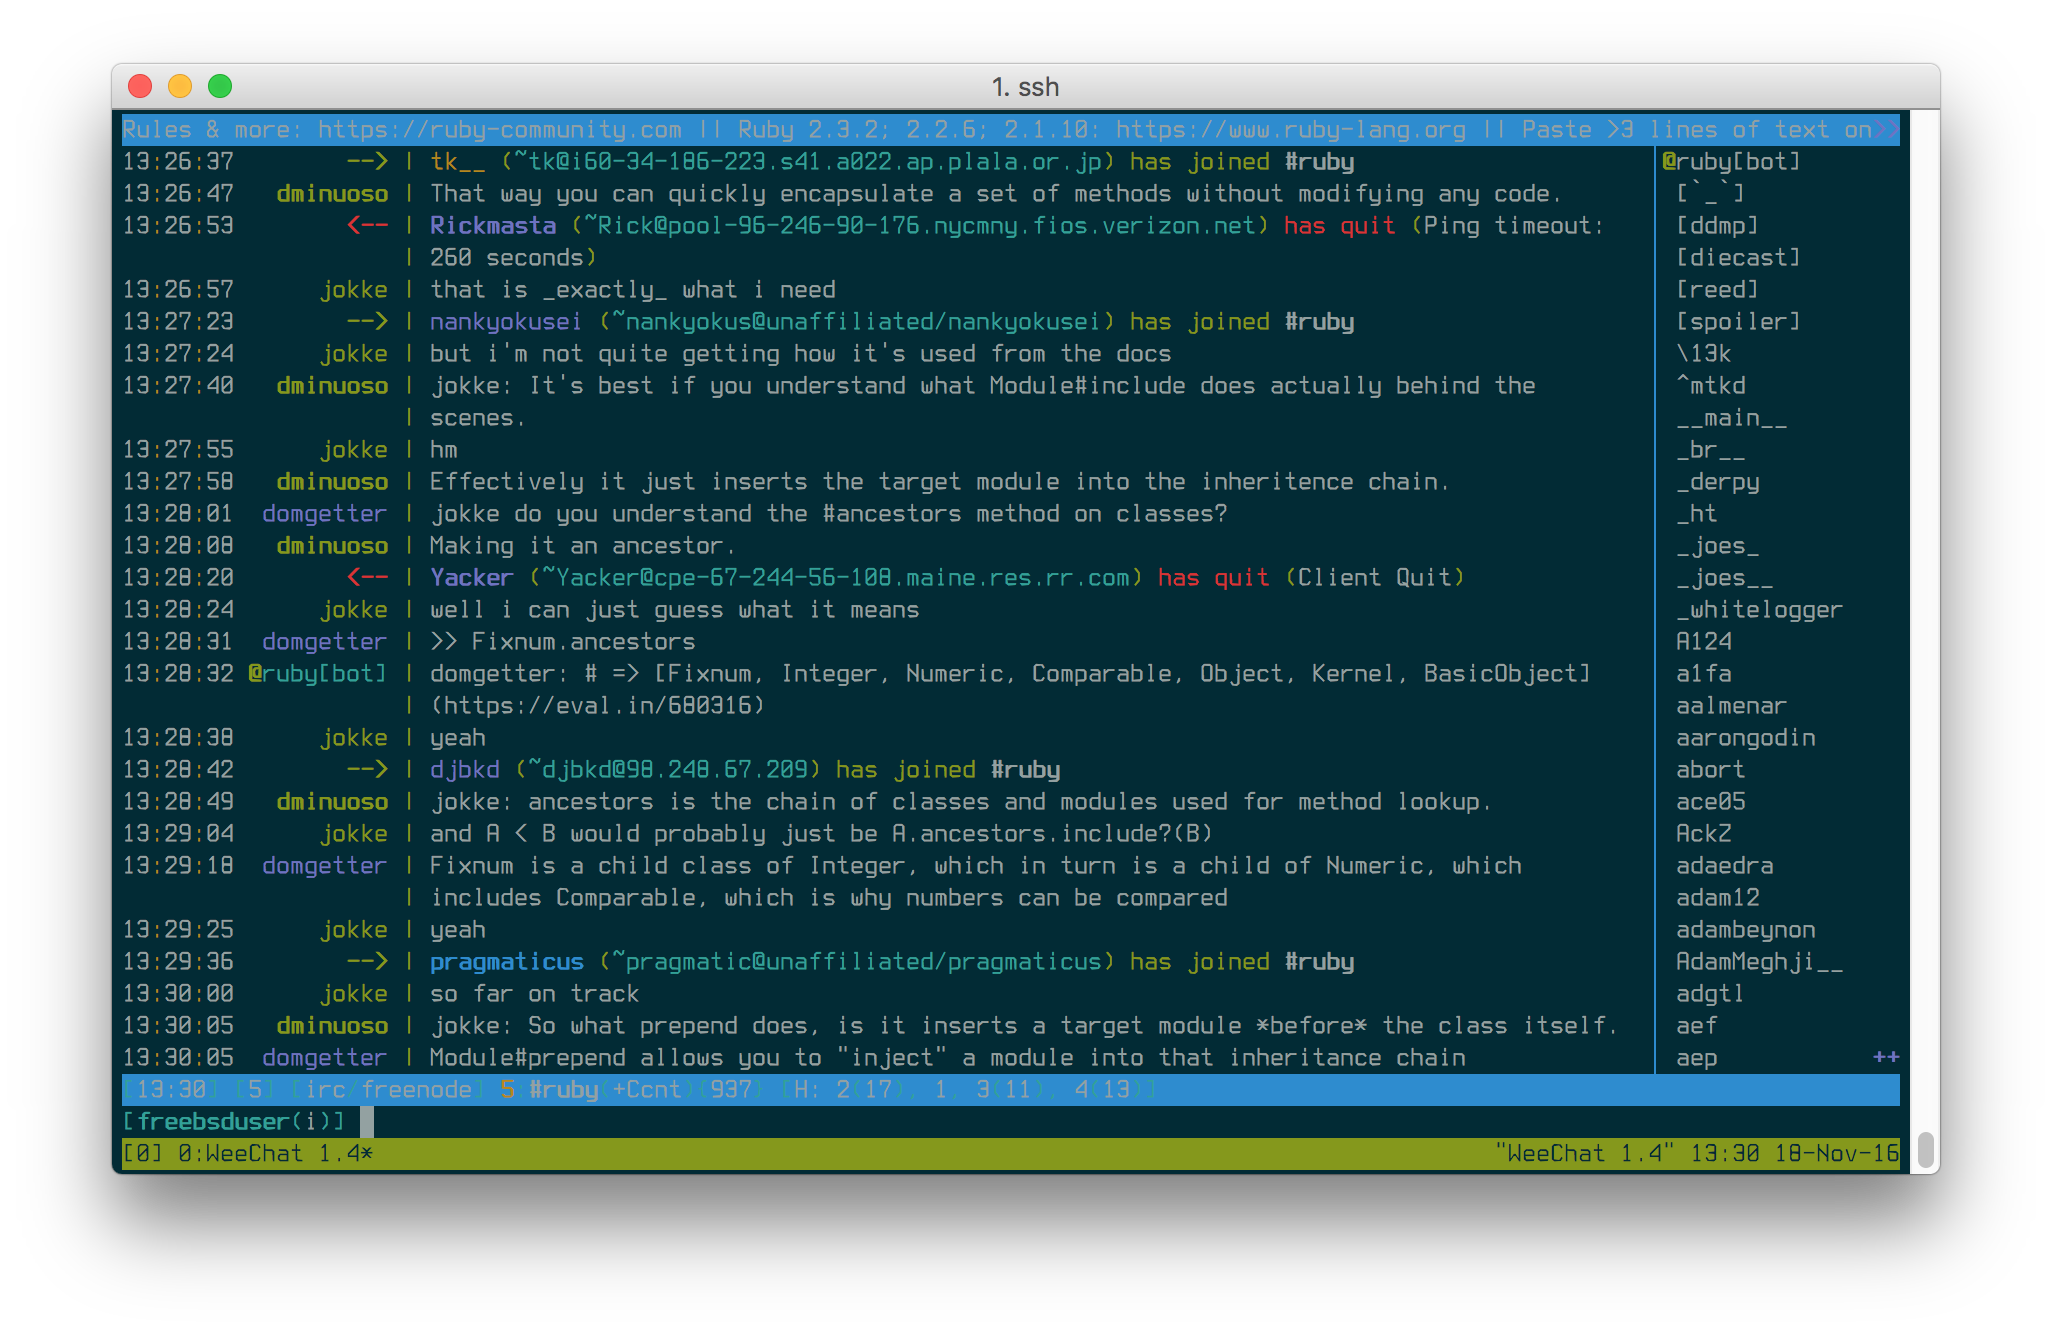 1. ssh
Rules & more: https://ruby-community.com || Ruby 2.3.2; 2.2.6; 2.1.10: https://www.ruby-lang.org || Paste >3 lines of text on>>
13:26:37 --> | tk__ (~tk@i60-34-186-223.s41.a022.ap.plala.or.jp) has joined #ruby
13:26:47 dminuoso | That way you can quickly encapsulate a set of methods without modifying any code.
13:26:53 <-- | Rickmasta (~Rick@pool-96-246-90-176.nycmny.fios.verizon.net) has quit (Ping timeout:
| 260 seconds)
13:26:57 jokke | that is _exactly_ what i need
13:27:23 --> | nankyokusei (~nankyokus@unaffiliated/nankyokusei) has joined #ruby
13:27:24 jokke | but i'm not quite getting how it's used from the docs
13:27:40 dminuoso | jokke: It's best if you understand what Module#include does actually behind the
| scenes.
13:27:55 jokke | hm
13:27:58 dminuoso | Effectively it just inserts the target module into the inheritence chain.
13:28:01 domgetter | jokke do you understand the #ancestors method on classes?
13:28:08 dminuoso | Making it an ancestor.
13:28:20 <-- | Yacker (~Yacker@cpe-67-244-56-108.maine.res.rr.com) has quit (Client Quit)
13:28:24 jokke | well i can just guess what it means
13:28:31 domgetter | >> Fixnum.ancestors
13:28:32 @ruby[bot] | domgetter: # => [Fixnum, Integer, Numeric, Comparable, Object, Kernel, BasicObject]
| (https://eval.in/680316)
13:28:38 jokke | yeah
13:28:42 --> | djbkd (~djbkd@98.248.67.209) has joined #ruby
13:28:49 dminuoso | jokke: ancestors is the chain of classes and modules used for method lookup.
13:29:04 jokke | and A < B would probably just be A.ancestors.include?(B)
13:29:18 domgetter | Fixnum is a child class of Integer, which in turn is a child of Numeric, which
| includes Comparable, which is why numbers can be compared
13:29:25 jokke | yeah
13:29:36 --> | pragmaticus (~pragmatic@unaffiliated/pragmaticus) has joined #ruby
13:30:00 jokke | so far on track
13:30:05 dminuoso | jokke: So what prepend does, is it inserts a target module *before* the class itself.
13:30:05 domgetter | Module#prepend allows you to "inject" a module into that inheritance chain
@ruby[bot]
[`_`]
[ddmp]
[diecast]
[reed]
[spoiler]
\13k
^mtkd
__main__
_br__
_derpy
_ht
_joes_
_joes__
_whitelogger
A124
a1fa
aalmenar
aarongodin
abort
ace05
AckZ
adaedra
adam12
adambeynon
AdamMeghji__
adgtl
aef
aep ++
[13:30] [5] [irc/freenode] 5:#ruby(+Ccnt){937} [H: 2(17), 1, 3(11), 4(13)]
[freebsduser(i)]
[0] 0:WeeChat 1.4* "WeeChat 1.4" 13:30 18-Nov-16